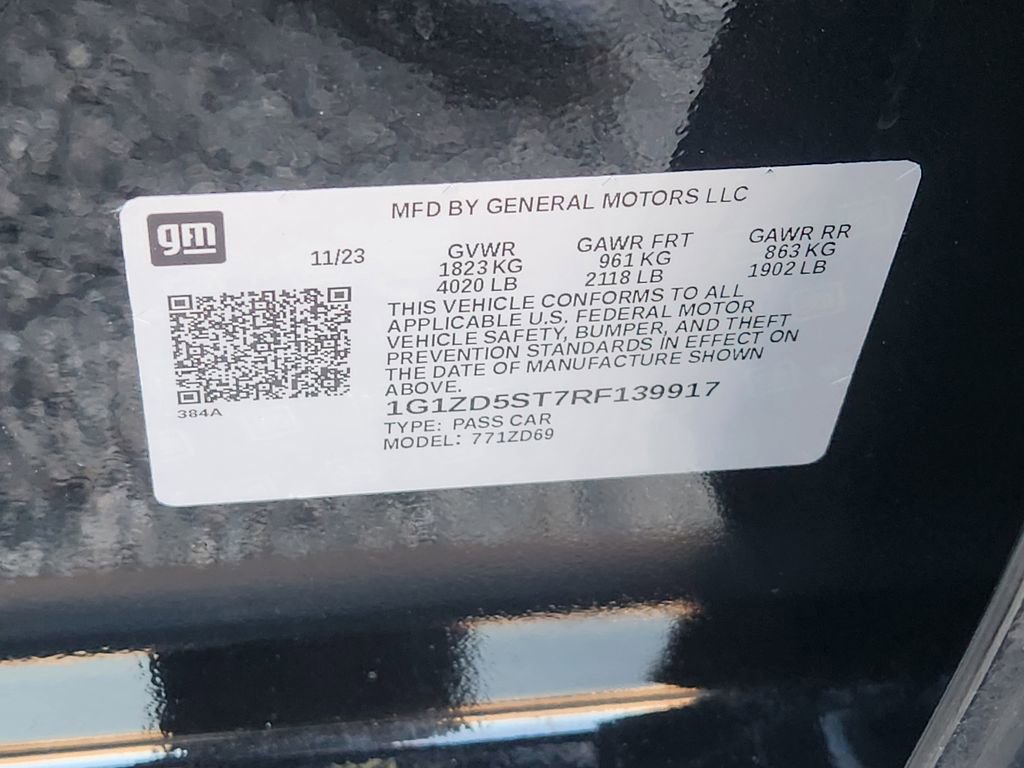 MFD BY GENERAL MOTORS LLC
gm
11/23
GVWR
1823 KG
4020 LB
GAWR FRT
961 KG
2118 LB
GAWR RR
863 KG
1902 LB
THIS VEHICLE CONFORMS TO ALL
APPLICABLE U.S. FEDERAL MOTOR
VEHICLE SAFETY, BUMPER, AND THEFT
PREVENTION STANDARDS IN EFFECT ON
THE DATE OF MANUFACTURE SHOWN
ABOVE.
384A
1G1ZD5ST7RF139917
TYPE: PASS CAR
MODEL: 771ZD69